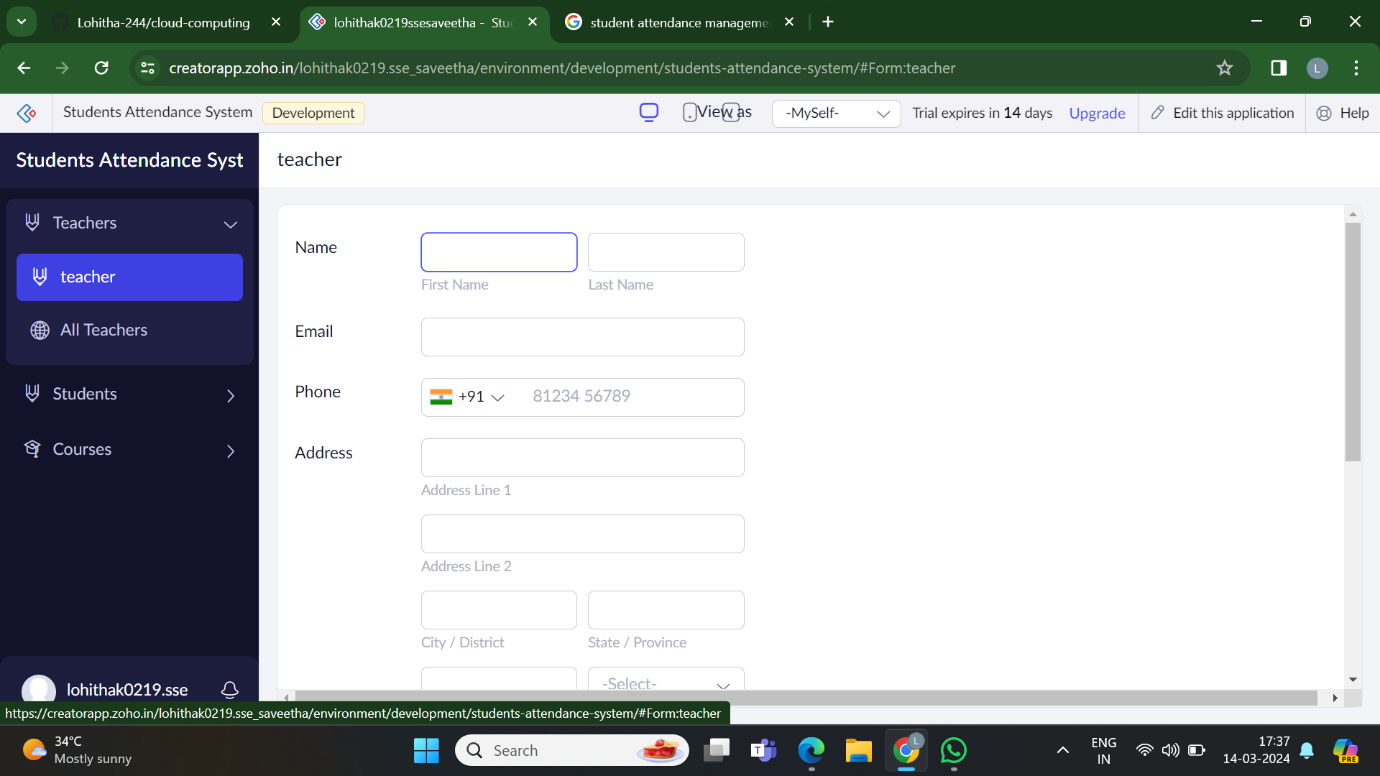 Lohitha-244/cloud-computing
lohithak0219ssesaveetha - Stud
student attendance manageme
creatorapp.zoho.in/lohithak0219.sse_saveetha/environment/development/students-attendance-system/#Form:teacher
L
Students Attendance System
Development
View as
-MySelf-
Trial expires in 14 days
Upgrade
Edit this application
Help
Students Attendance Syst
teacher
Teachers
teacher
All Teachers
Students
Courses
Name
First Name
Last Name
Email
Phone
+91
81234 56789
Address
Address Line 1
Address Line 2
City / District
State / Province
-Select-
lohithak0219.sse
https://creatorapp.zoho.in/lohithak0219.sse_saveetha/environment/development/students-attendance-system/#Form:teacher
34°C
Mostly sunny
Search
L
ENG
IN
17:37
14-03-2024
PRE